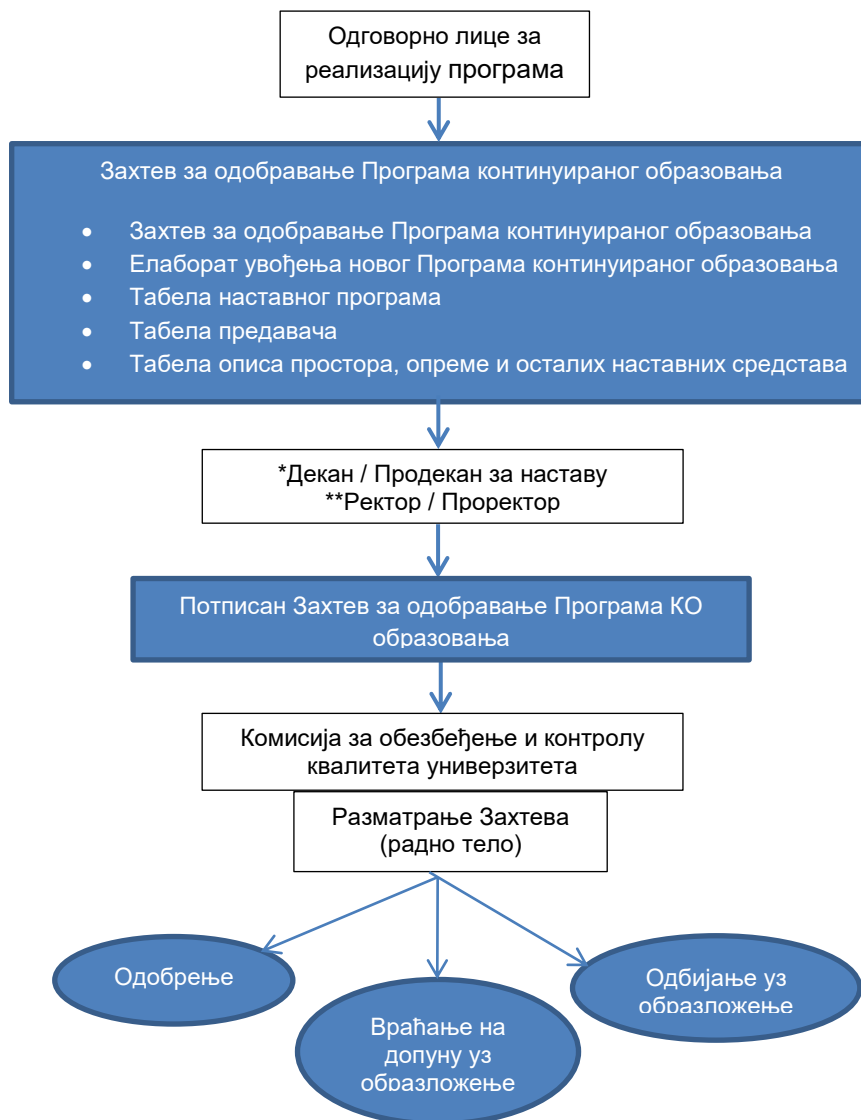 Одговорно лице за
реализацију програма
Захтев за одобравање Програма континуираног образовања
• Захтев за одобравање Програма континуираног образовања
• Елаборат увођења новог Програма континуираног образовања
• Табела наставног програма
• Табела предавача
• Табела описа простора, опреме и осталих наставних средстава
*Декан / Продекан за наставу
**Ректор / Проректор
Потписан Захтев за одобравање Програма КО
образовања
Комисија за обезбеђење и контролу
квалитета универзитета
Разматрање Захтева
(радно тело)
Одобрење
Враћање на
допуну уз
образложење
Одбијање уз
образложење